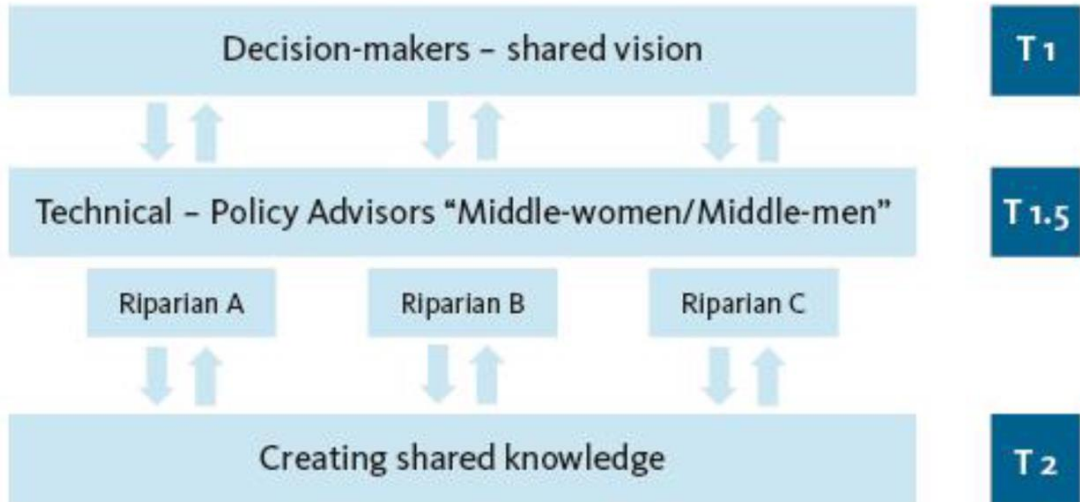 Decision-makers – shared vision
T 1
Technical – Policy Advisors “Middle-women/Middle-men”
T 1.5
Riparian A
Riparian B
Riparian C
Creating shared knowledge
T 2